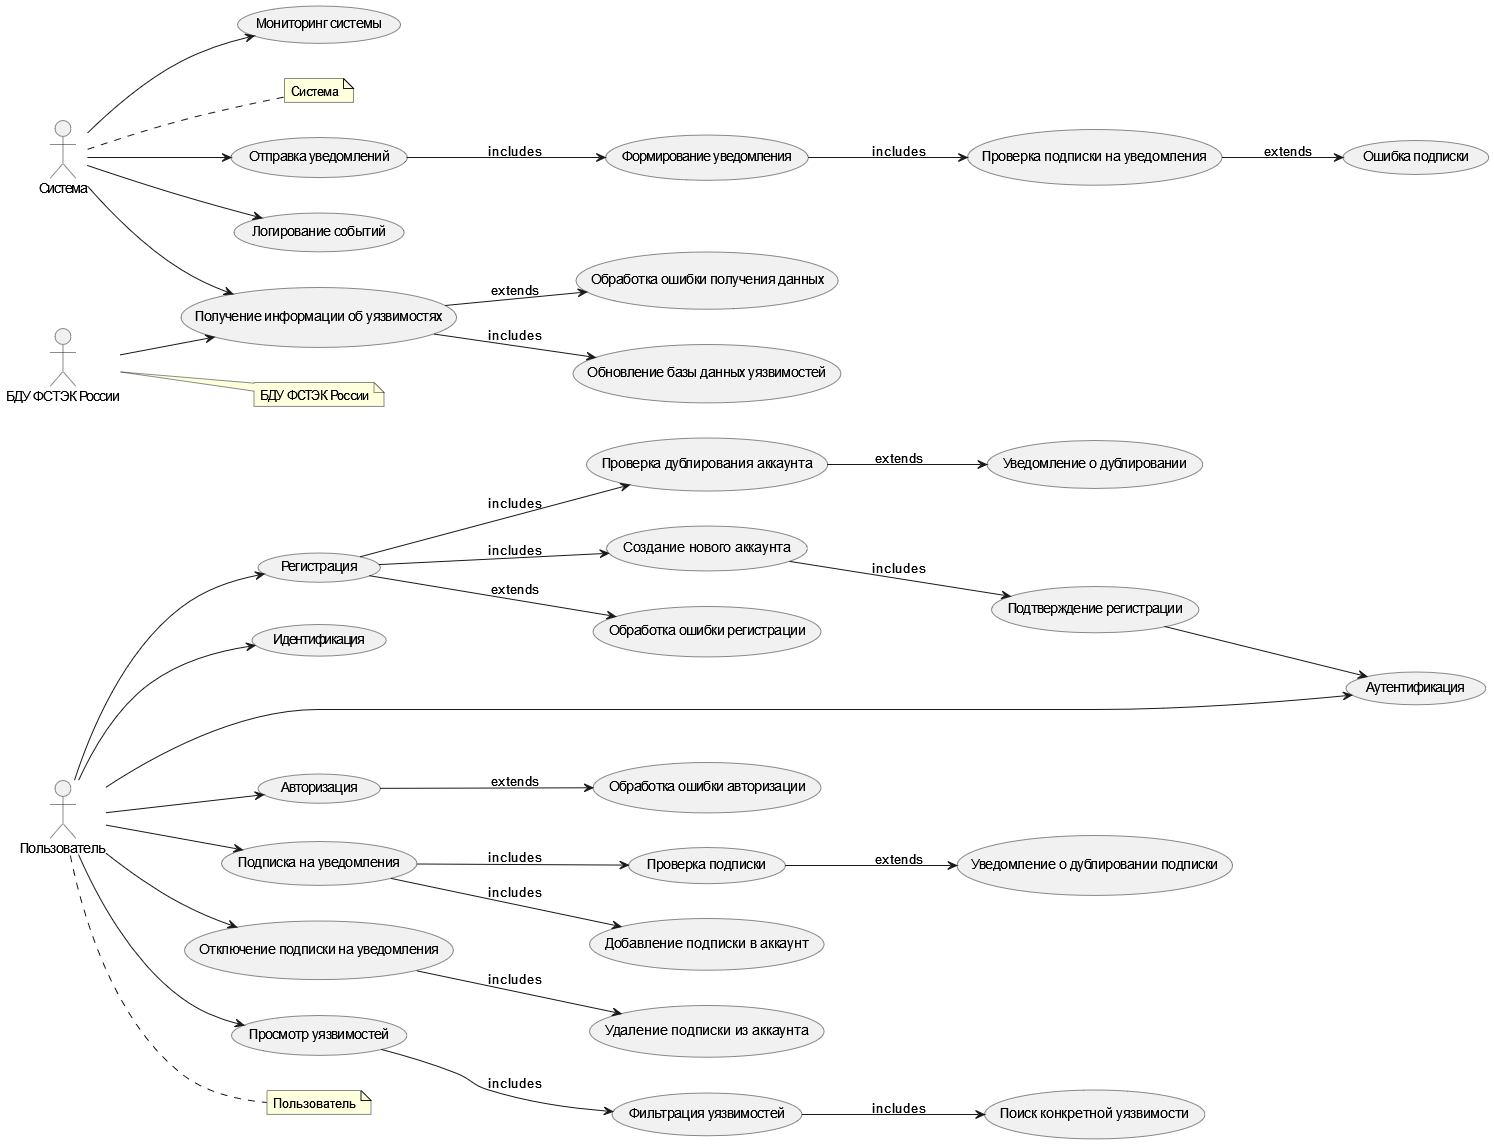 Мониторинг системы
Система
Система
Отправка уведомлений
includes
Формирование уведомления
includes
Проверка подписки на уведомления
extends
Ошибка подписки
Логирование событий
Получение информации об уязвимостях
extends
Обработка ошибки получения данных
includes
Обновление базы данных уязвимостей
БДУ ФСТЭК России
БДУ ФСТЭК России
Проверка дублирования аккаунта
extends
Уведомление о дублировании
includes
Регистрация
includes
Создание нового аккаунта
includes
Подтверждение регистрации
extends
Обработка ошибки регистрации
Идентификация
Аутентификация
Пользователь
Авторизация
extends
Обработка ошибки авторизации
Подписка на уведомления
includes
Проверка подписки
extends
Уведомление о дублировании подписки
includes
Добавление подписки в аккаунт
Отключение подписки на уведомления
includes
Удаление подписки из аккаунта
Просмотр уязвимостей
includes
Фильтрация уязвимостей
includes
Поиск конкретной уязвимости
Пользователь